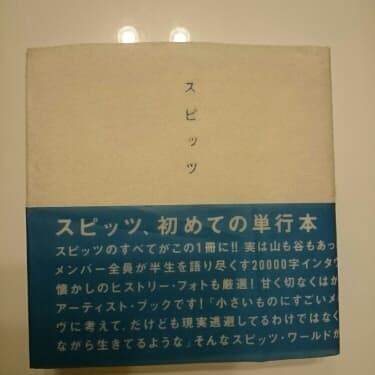 スピッツ
スピッツ、初めての単行本
スピッツのすべてがこの1冊に!! 実は山も谷もあっ
メンバー全員が半生を語り尽くす20000字インタ
懐かしのヒストリー・フォトも厳選! 甘く切なくはか
アーティスト・ブックです!「小さいものにすごいメ
ヴに考えて、だけども現実逃避してるわけではなく
ながら生きてるような」そんなスピッツ・ワールドが